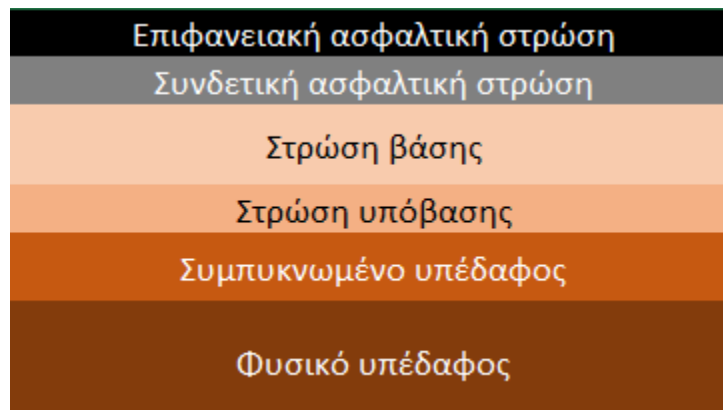 Επιφανειακή ασφαλτική στρώση
Συνδετική ασφαλτική στρώση
Στρώση βάσης
Στρώση υπόβασης
Συμπυκνωμένο υπέδαφος
Φυσικό υπέδαφος